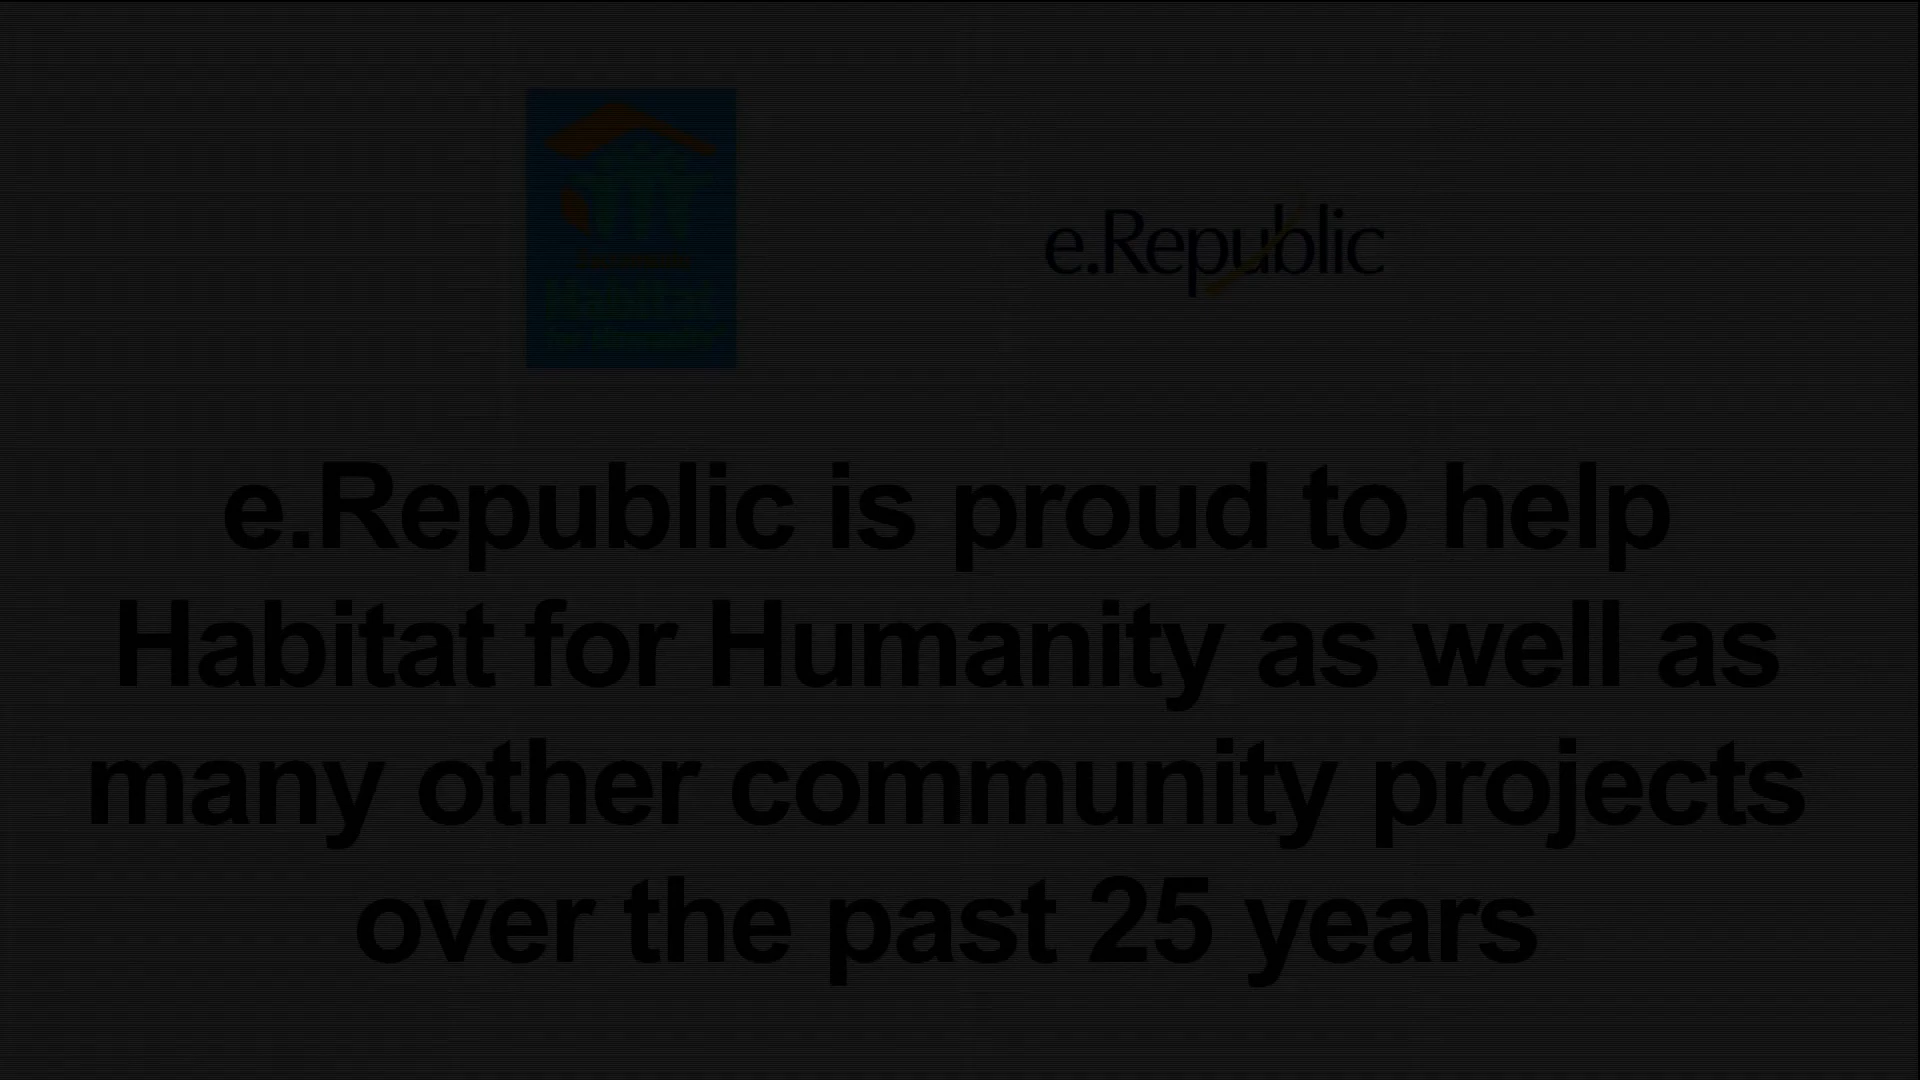 Habitat
e.Republic
e.Republic is proud to help
Habitat for Humanity as well as
many other community projects
over the past 25 years